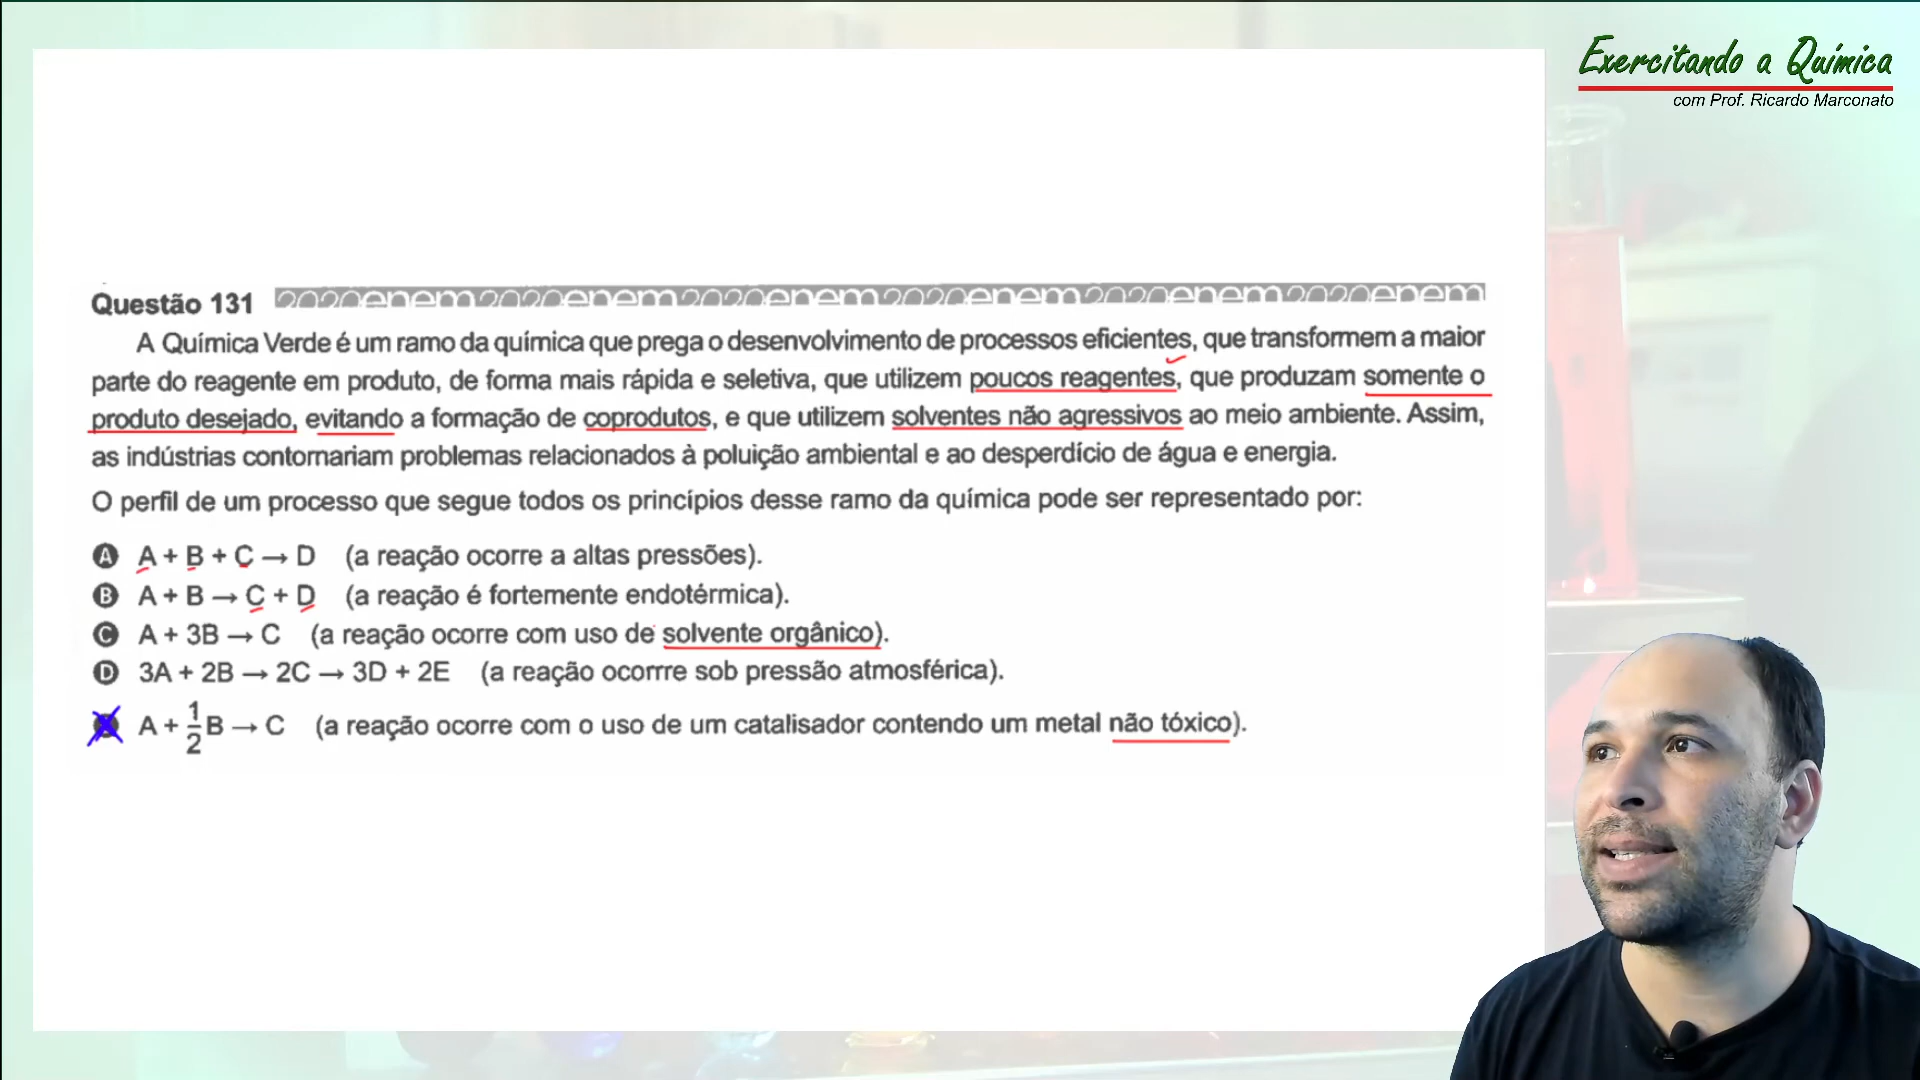 Exercitando a Química
com Prof. Ricardo Marconato
Questão 131 2020enem2020enem2020enem2020enem2020enem2020enem
A Química Verde é um ramo da química que prega o desenvolvimento de processos eficientes, que transformem a maior
parte do reagente em produto, de forma mais rápida e seletiva, que utilizem poucos reagentes, que produzam somente o
produto desejado, evitando a formação de coprodutos, e que utilizem solventes não agressivos ao meio ambiente. Assim,
as indústrias contornariam problemas relacionados à poluição ambiental e ao desperdício de água e energia.
O perfil de um processo que segue todos os princípios desse ramo da química pode ser representado por:
A A + B + C → D (a reação ocorre a altas pressões).
B A + B → C + D (a reação é fortemente endotérmica).
C A + 3B → C (a reação ocorre com uso de solvente orgânico).
D 3A + 2B → 2C → 3D + 2E (a reação ocorrre sob pressão atmosférica).
A + 1/2 B → C (a reação ocorre com o uso de um catalisador contendo um metal não tóxico).